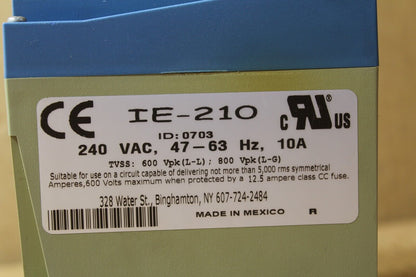 CE IE-210 c RU US
ID: 0703
240 VAC, 47-63 Hz, 10A
TVSS: 600 Vpk(L-L); 800 Vpk(L-G)
Suitable for use on a circuit capable of delivering not more than 5,000 rms symmetrical
Amperes,600 Volts maximum when protected by a 12.5 ampere class CC fuse.
328 Water St., Binghamton, NY 607-724-2484
MADE IN MEXICO R